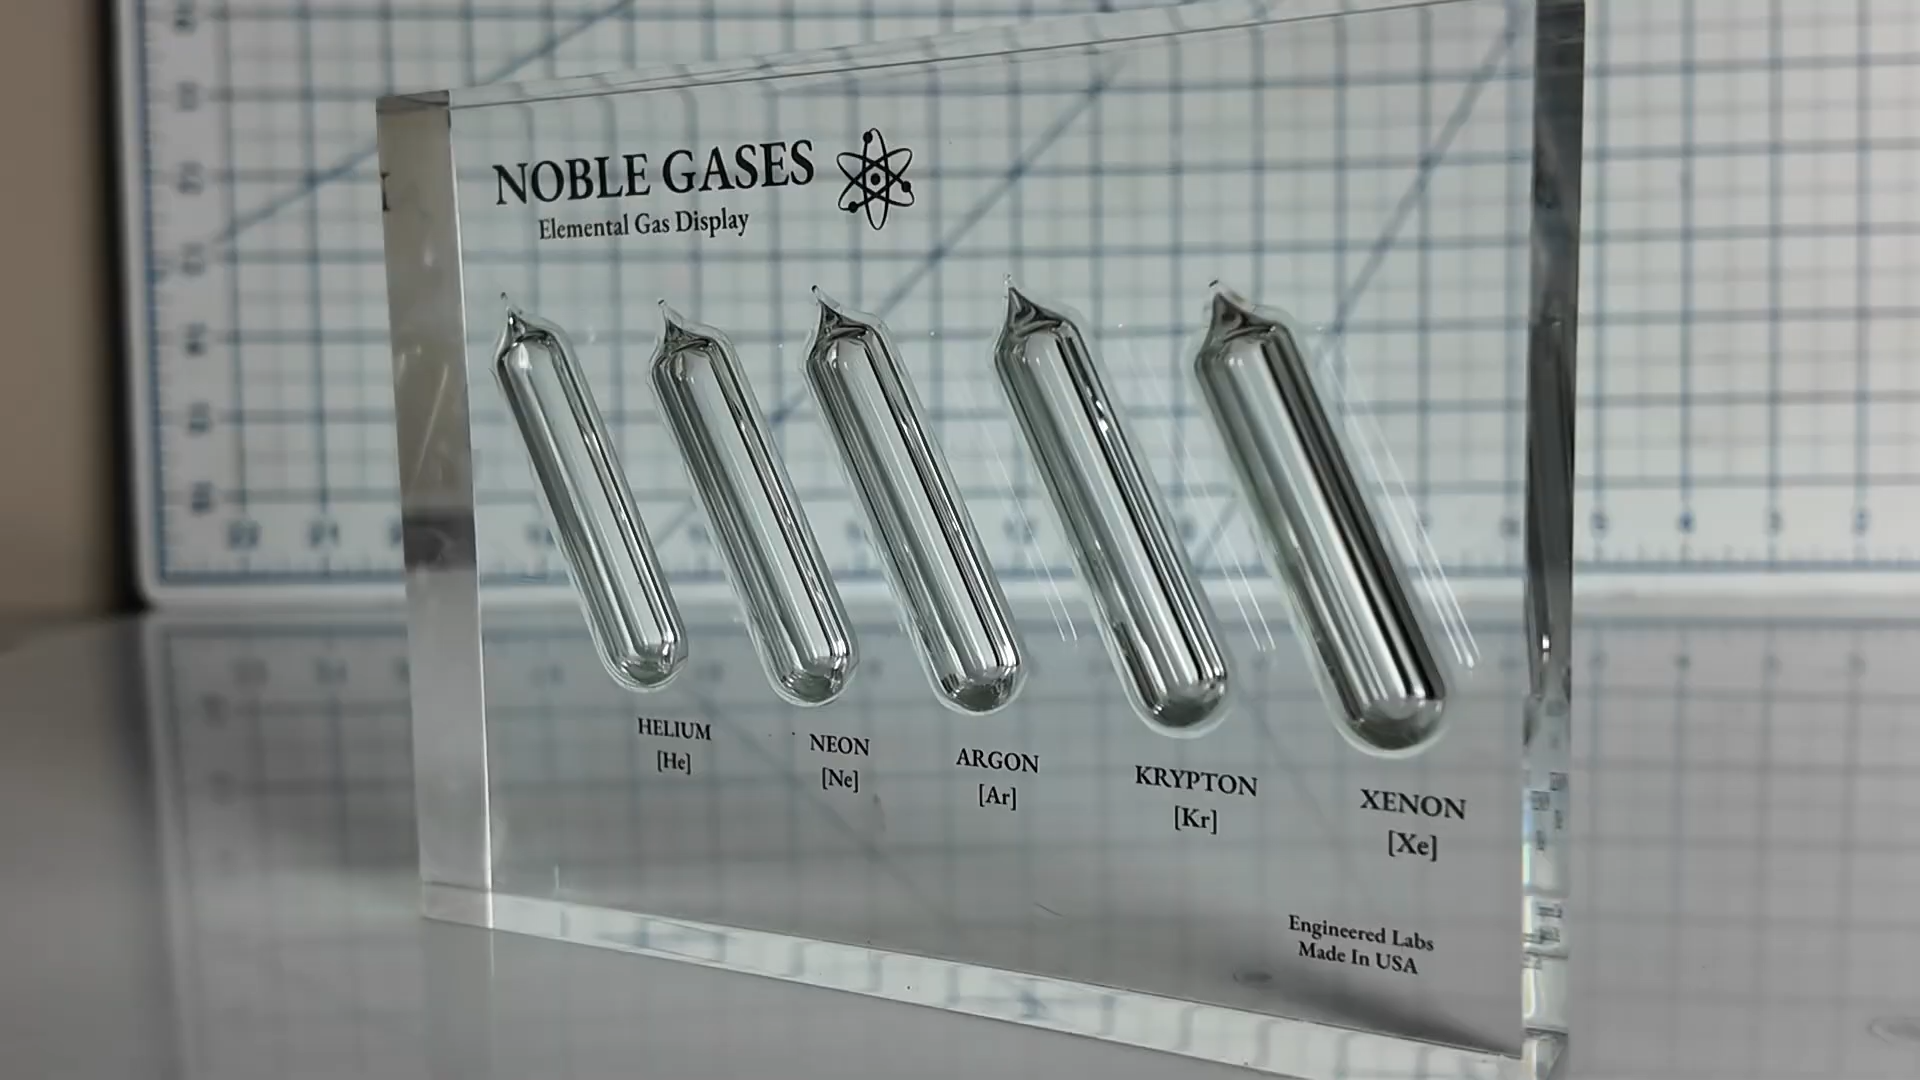 NOBLE GASES
Elemental Gas Display
HELIUM
[He]
NEON
[Ne]
ARGON
[Ar]
KRYPTON
[Kr]
XENON
[Xe]
Engineered Labs
Made In USA